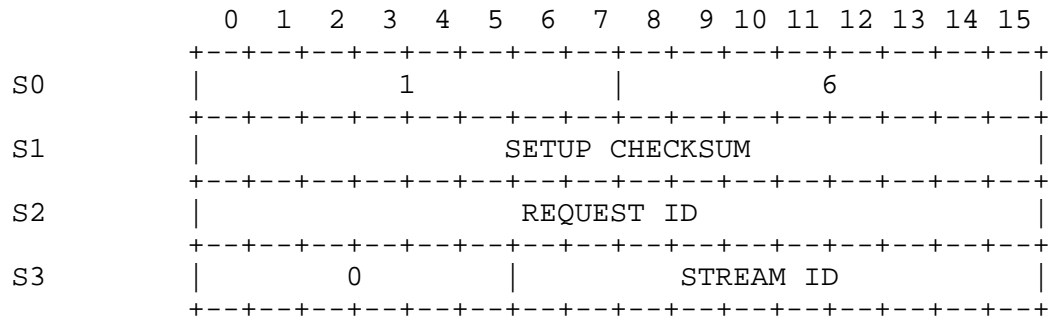 0  1  2  3  4  5  6  7  8  9 10 11 12 13 14 15
              +--+--+--+--+--+--+--+--+--+--+--+--+--+--+--+--+
S0            |           1           |           6           |
              +--+--+--+--+--+--+--+--+--+--+--+--+--+--+--+--+
S1            |                SETUP CHECKSUM                 |
              +--+--+--+--+--+--+--+--+--+--+--+--+--+--+--+--+
S2            |                  REQUEST ID                   |
              +--+--+--+--+--+--+--+--+--+--+--+--+--+--+--+--+
S3            |        0        |         STREAM ID           |
              +--+--+--+--+--+--+--+--+--+--+--+--+--+--+--+--+